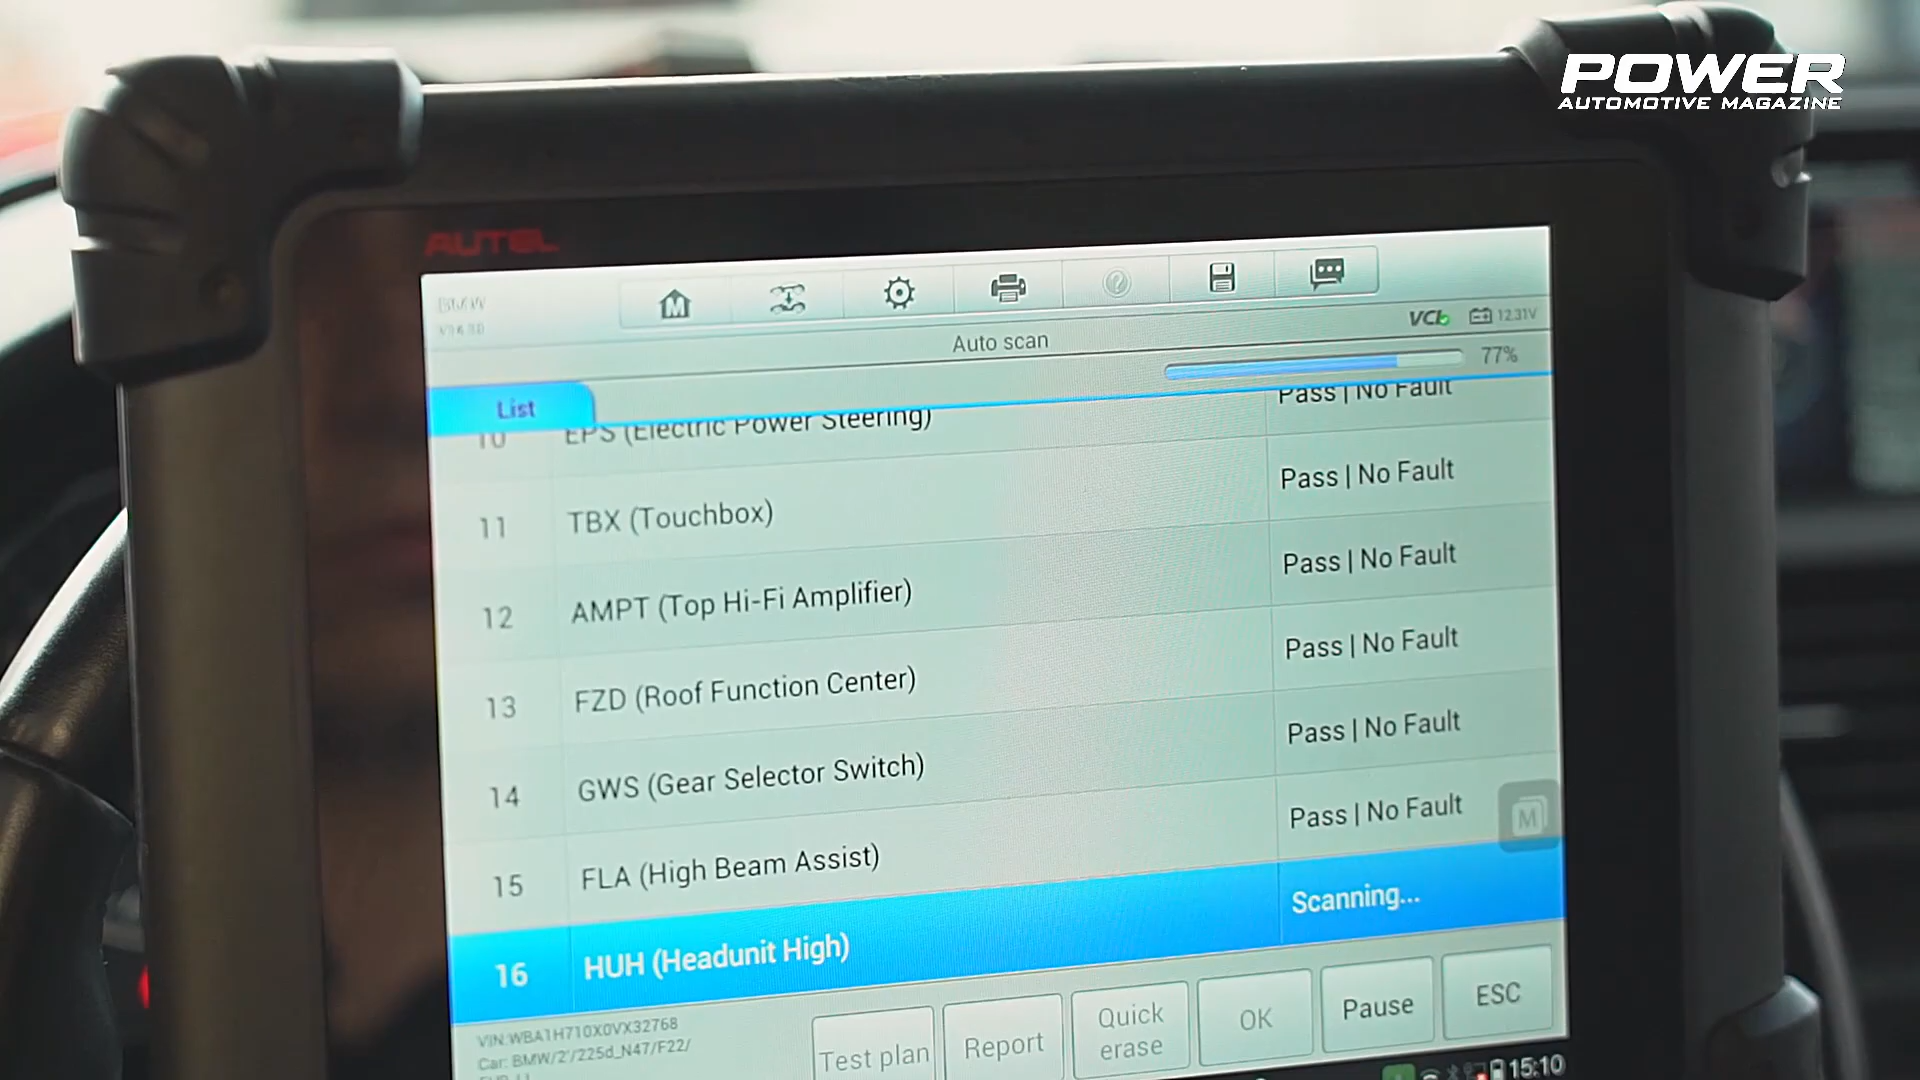 POWER
AUTOMOTIVE MAGAZINE
AUTEL
BMW
VCI 12.31V
Auto scan
77%
List
10 EPS (Electric Power Steering) Pass | No Fault
11 TBX (Touchbox) Pass | No Fault
12 AMPT (Top Hi-Fi Amplifier) Pass | No Fault
13 FZD (Roof Function Center) Pass | No Fault
14 GWS (Gear Selector Switch) Pass | No Fault
15 FLA (High Beam Assist) Pass | No Fault
16 HUH (Headunit High) Scanning...
VIN:WBA1H710X0VX32768
Car: BMW/2'/225d_N47/F22/
Test plan
Report
Quick erase
OK
Pause
ESC
M
15:10